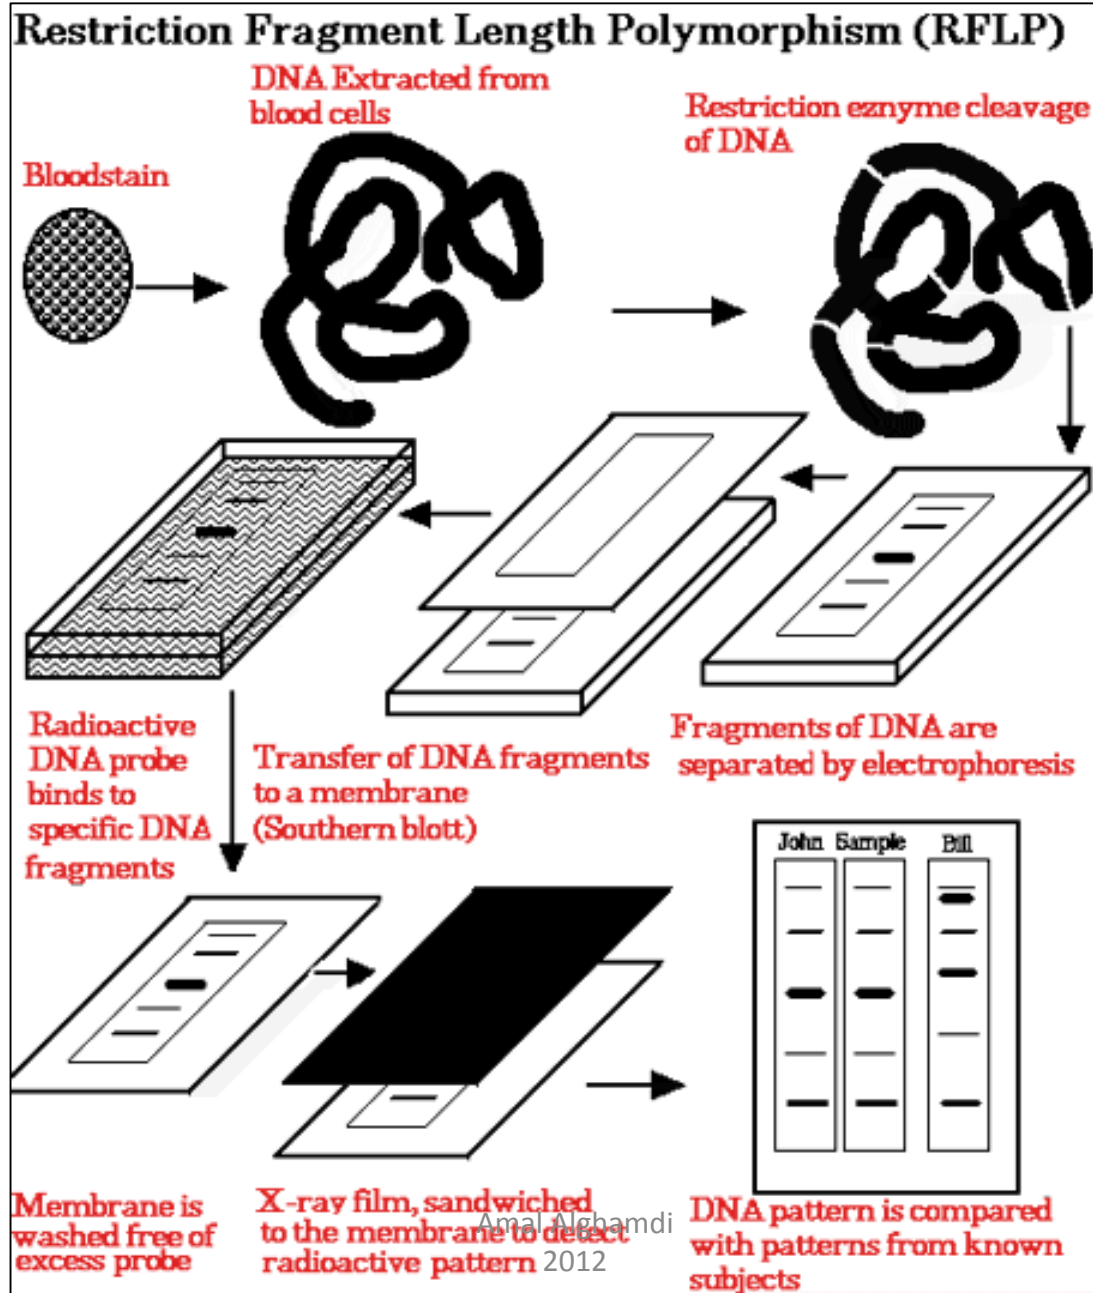 Restriction Fragment Length Polymorphism (RFLP)
DNA Extracted from
blood cells
Restriction eznyme cleavage
of DNA
Bloodstain
Radioactive
DNA probe
binds to
specific DNA
fragments
Transfer of DNA fragments
to a membrane
(Southern blott)
Fragments of DNA are
separated by electrophoresis
John Sample Bill
Membrane is
washed free of
excess probe
X-ray film, sandwiched
to the membrane to detect
radioactive pattern
Amal Alghamdi
2012
DNA pattern is compared
with patterns from known
subjects